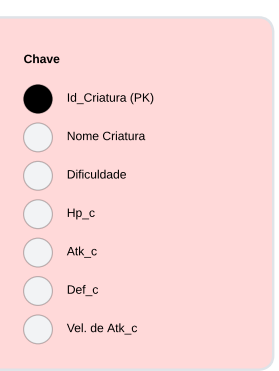 Chave
Id_Criatura (PK)
Nome Criatura
Dificuldade
Hp_c
Atk_c
Def_c
Vel. de Atk_c